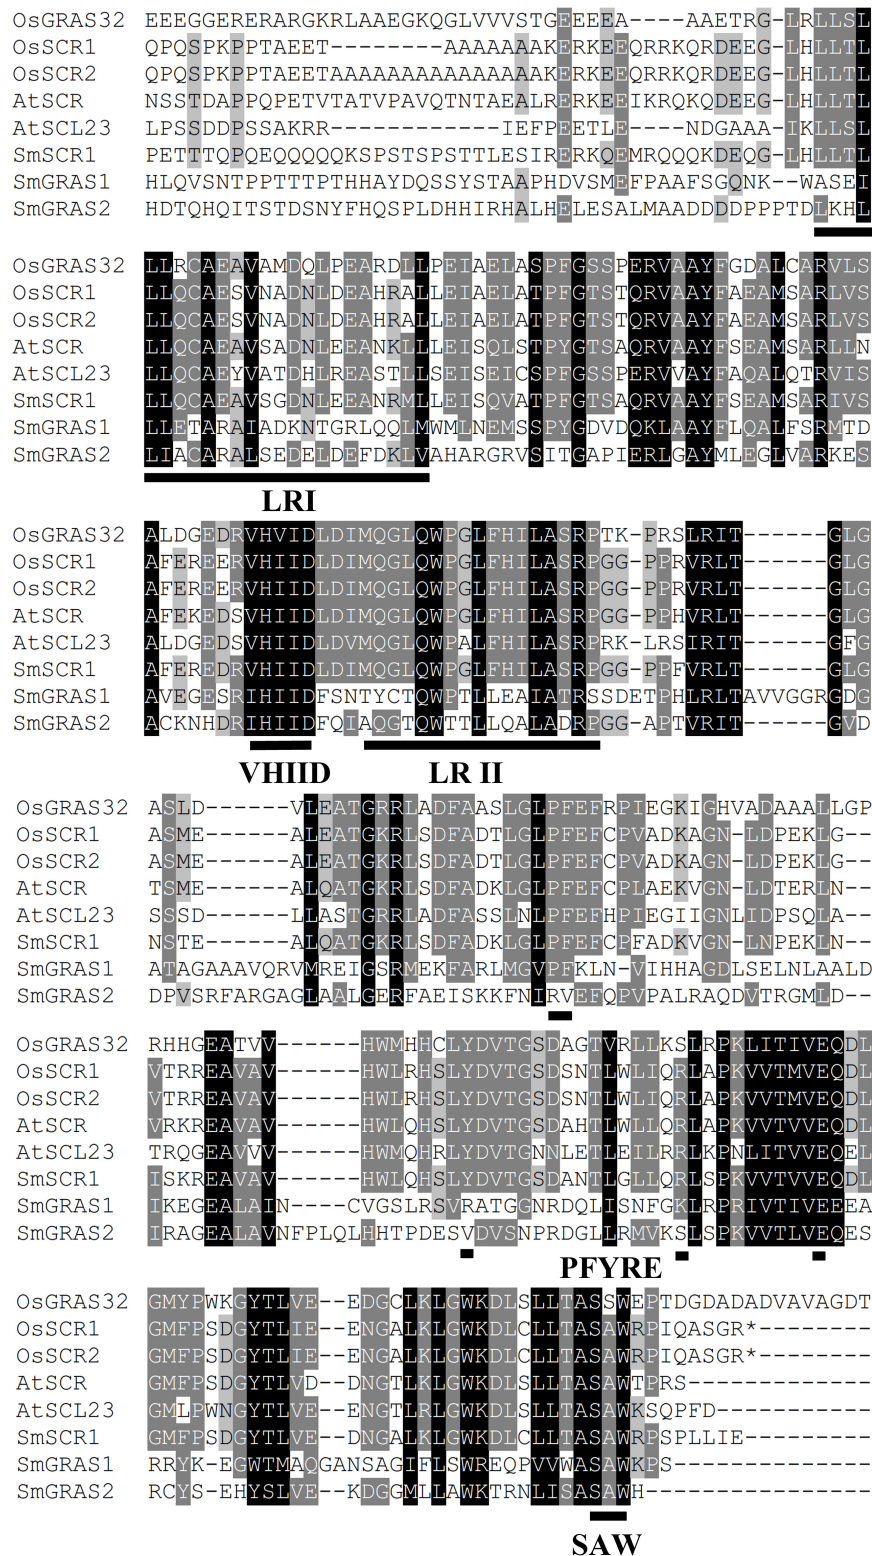 OsGRAS32 EEEGGERERARGKRLAAEGKQGLVVVSTGEEEEA----AAETRG-LRLLSL
OsSCR1 QPQSPKPPTAEET--------AAAAAAAKERKEEQRRKQRDEEG-LHLLTL
OsSCR2 QPQSPKPPTAEETAAAAAAAAAAAAAAAKERKEEQRRKQRDEEG-LHLLTL
AtSCR NSSTDAPPQPETVTATVPAVQTNTAEALRERKEEIKRQKQDEEG-LHLLTL
AtSCL23 LPSSDDPSSAKRR------------IEFPEETLE----NDGAAA-IKLLSL
SmSCR1 PETTTQPQEQQQQQKSPSTSPSTTLESIRERKQEMRQQQKDEQG-LHLLTL
SmGRAS1 HLQVSNTPPTTTPTHHAYDQSSYSTAAPHDVSMEFPAAFSGQNK--WASEI
SmGRAS2 HDTQHQITSTDSNYFHQSPLDHHIRHALHELESALMAADDDDPPPTDLKHL
OsGRAS32 LLRCAEAVAMDQLPEARDLLPEIAELASPFGSSPERVAAYFGDALCARVLS
OsSCR1 LLQCAESVNADNLDEAHRALLEIAELATPFGTSTQRVAAYFAEAMSARLVS
OsSCR2 LLQCAESVNADNLDEAHRALLEIAELATPFGTSTQRVAAYFAEAMSARLVS
AtSCR LLQCAEAVSADNLEEANKLLLEISQLSTPYGTSAQRVAAYFSEAMSARLLN
AtSCL23 LLQCAEYVATDHLREASTLLSEISEICSPFGSSPERVVAYFAQALQTRVIS
SmSCR1 LLQCAEAVSGDNLEEANRMLLEISQVATPFGTSAQRVAAYFSEAMSARIVS
SmGRAS1 LLETARAIADKNTGRLQQLMWMLNEMSSPYGDVDQKLAAYFLQALFSRMTD
SmGRAS2 LIACARALSEDELDEFDKLVAHARGRVSITGAPIERLGAYMLEGLVARKES
LRI
OsGRAS32 ALDGEDRVHVIDLDIMQGLQWPGLFHILASRPTK-PRSLRIT------GLG
OsSCR1 AFEREERVHIIDLDIMQGLQWPGLFHILASRPGG-PPRVRLT------GLG
OsSCR2 AFEREERVHIIDLDIMQGLQWPGLFHILASRPGG-PPRVRLT------GLG
AtSCR AFEKEDSVHIIDLDIMQGLQWPGLFHILASRPGG-PPHVRLT------GLG
AtSCL23 ALDGEDSVHIIDLDVMQGLQWPALFHILASRPRK-LRSIRIT------GFG
SmSCR1 AFEREDRVHIIDLDIMQGLQWPGLFHILASRPGG-PPFVRLT------GLG
SmGRAS1 AVEGESRIHIIDFSNTYCTQWPTLLEAIATRSSDETPHLRLTAVVGGRGDG
SmGRAS2 ACKNHDRIHIIDFQIAQGTQWTTLLQALADRPGG-APTVRIT------GVD
VHIID LR II
OsGRAS32 ASLD------VLEATGRRLADFAASLGLPFEFRPIEGKIGHVADAAALLGP
OsSCR1 ASME------ALEATGKRLSDFADTLGLPFEFCPVADKAGN-LDPEKLG--
OsSCR2 ASME------ALEATGKRLSDFADTLGLPFEFCPVADKAGN-LDPEKLG--
AtSCR TSME------ALQATGKRLSDFADKLGLPFEFCPLAEKVGN-LDTERLN--
AtSCL23 SSSD------LLASTGRRLADFASSLNLPFEFHPIEGIIGNLIDPSQLA--
SmSCR1 NSTE------ALQATGKRLSDFADKLGLPFEFCPFADKVGN-LNPEKLN--
SmGRAS1 ATAGAAAVQRVMREIGSRMEKFARLMGVPFKLN-VIHHAGDLSELNLAALD
SmGRAS2 DPVSRFARGAGLAALGERFAEISKKFNIRVEFQPVPALRAQDVTRGMLD--
OsGRAS32 RHHGEATVV------HWMHHCLYDVTGSDAGTVRLLKSLRPKLITIVEQDL
OsSCR1 VTRREAVAV------HWLRHSLYDVTGSDSNTLWLIQRLAPKVVTMVEQDL
OsSCR2 VTRREAVAV------HWLRHSLYDVTGSDSNTLWLIQRLAPKVVTMVEQDL
AtSCR VRKREAVAV------HWLQHSLYDVTGSDAHTLWLLQRLAPKVVTVVEQDL
AtSCL23 TRQGEAVVV------HWMQHRLYDVTGNNLETLEILRRLKPNLITVVEQEL
SmSCR1 ISKREAVAV------HWLQHSLYDVTGSDANTLGLLQRLSPKVVTVVEQDL
SmGRAS1 IKEGEALAIN----CVGSLRSVRATGGNRDQLISNFGKLRPRIVTIVEEEA
SmGRAS2 IRAGEALAVNFPLQLHHTPDESVDVSNPRDGLLRMVKSLSPKVVTLVEQES
PFYRE
OsGRAS32 GMYPWKGYTLVE--EDGCLKLGWKDLSLLTASSWEPTDGDADADVAVAGDT
OsSCR1 GMFPSDGYTLIE--ENGALKLGWKDLCLLTASAWRPIQASGR*--------
OsSCR2 GMFPSDGYTLIE--ENGALKLGWKDLCLLTASAWRPIQASGR*--------
AtSCR GMFPSDGYTLVD--DNGTLKLGWKDLSLLTASAWTPRS-------------
AtSCL23 GMLPWNGYTLVE--ENGTLRLGWKDLSLLTASAWKSQPFD-----------
SmSCR1 GMFPSDGYTLVE--DNGALKLGWKDLCLLTASAWRPSPLLIE---------
SmGRAS1 RRYK-EGWTMAQGANSAGIFLSWREQPVVWASAWKPS--------------
SmGRAS2 RCYS-EHYSLVE--KDGGMLLAWKTRNLISASAWH----------------
SAW